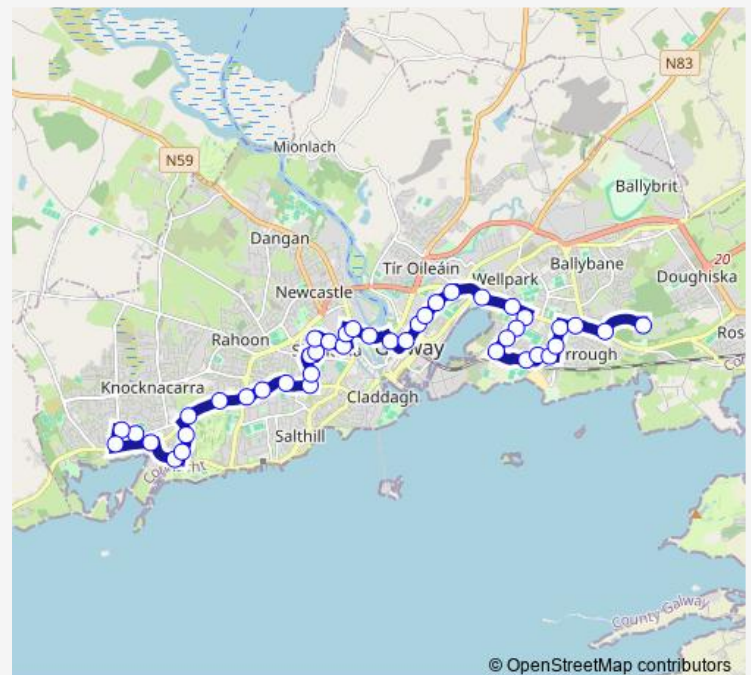 N83
Mionlach
N59
Ballybrit
Dangan
Tír Oileáin
Ballybane
20
Wellpark
Doughiska
Newcastle
Rahoon
Knocknacarra
Claddagh
Salthill
County Galway
© OpenStreetMap contributors